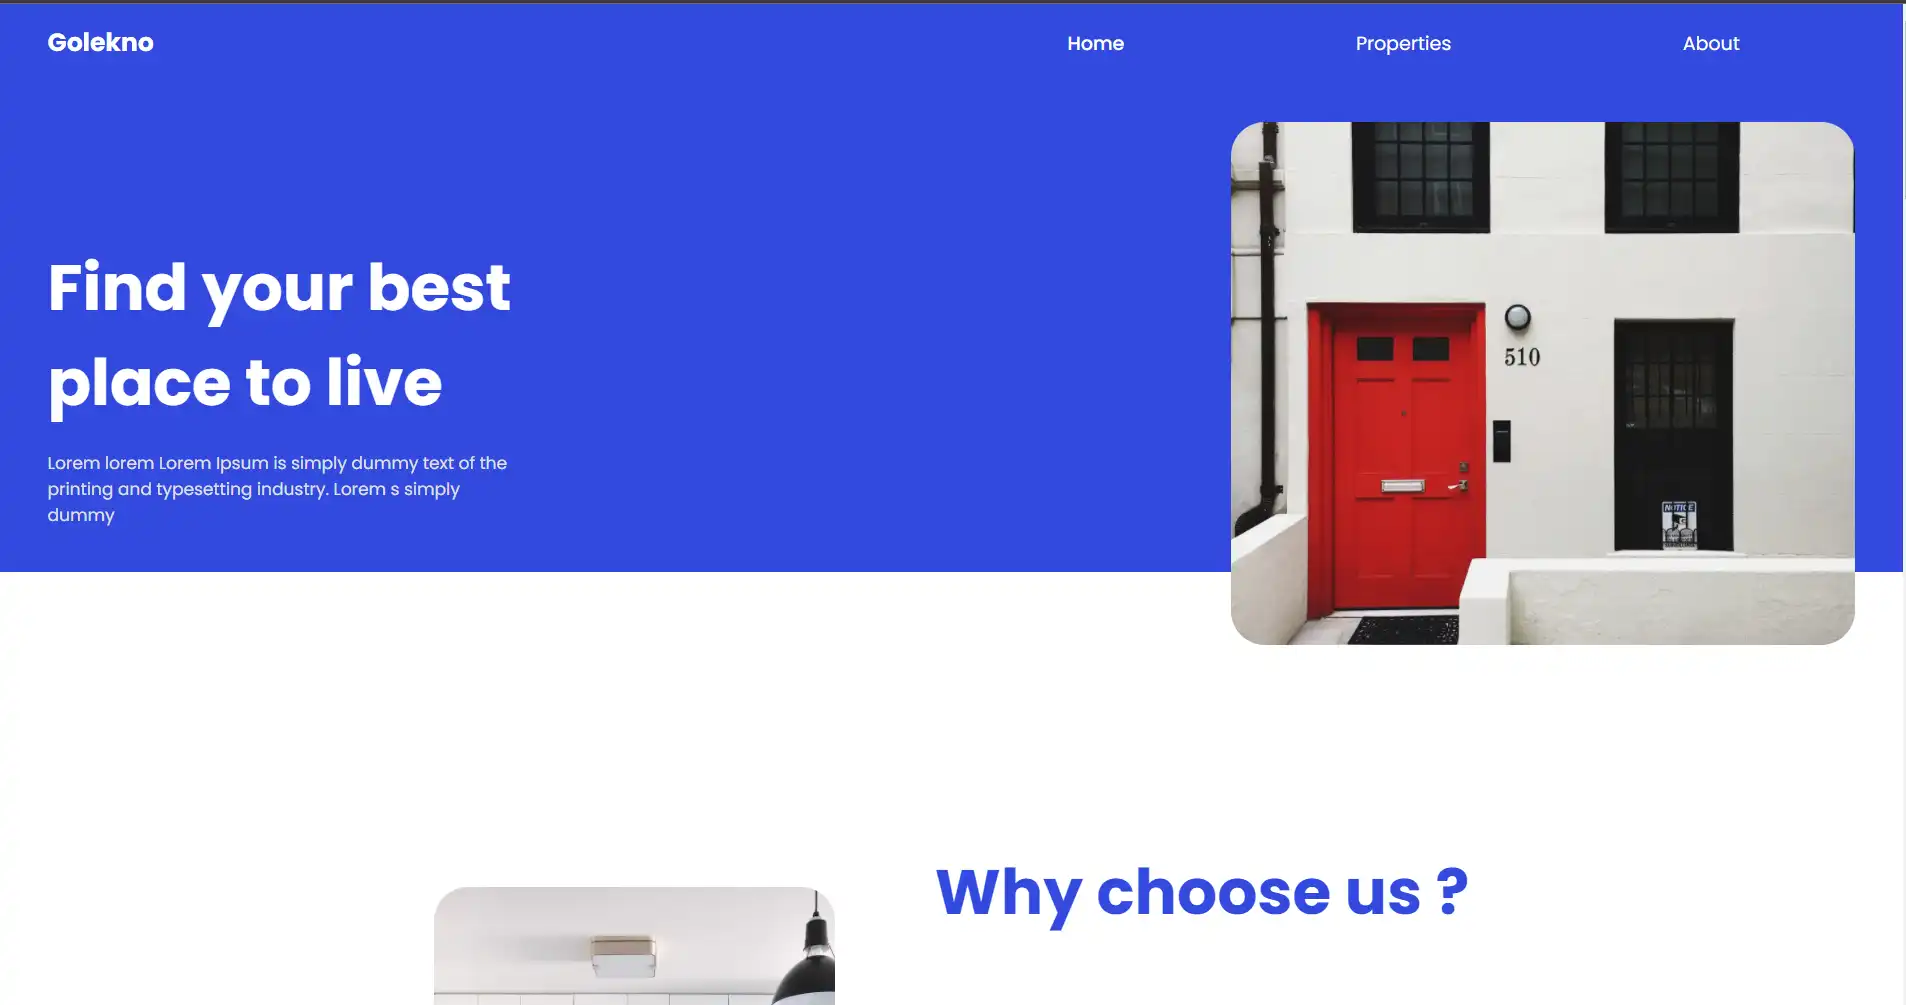 Golekno
Home
Properties
About
Find your best
place to live
Lorem lorem Lorem Ipsum is simply dummy text of the
printing and typesetting industry. Lorem s simply
dummy
510
NOTICE
Why choose us ?